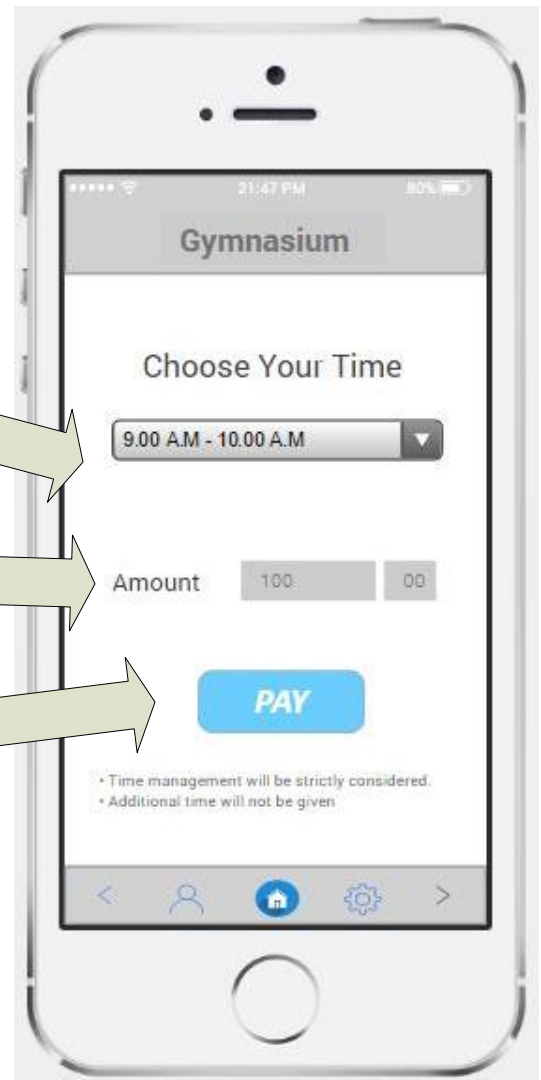 21:47 PM 80%
Gymnasium
Choose Your Time
9.00 A.M - 10.00 A.M
Amount 100 00
PAY
• Time management will be strictly considered.
• Additional time will not be given